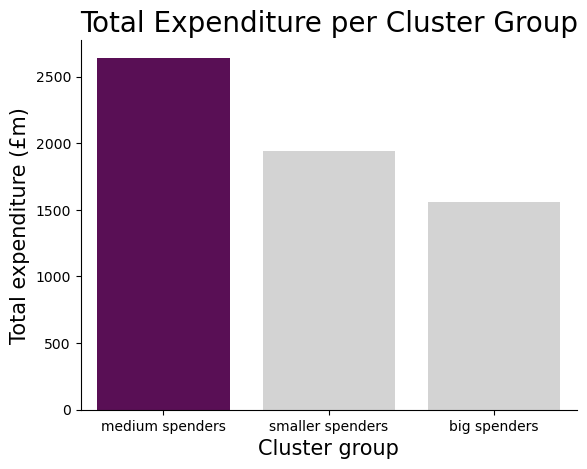 Total Expenditure per Cluster Group
Total expenditure (£m)
2500
2000
1500
1000
500
0
medium spenders
smaller spenders
big spenders
Cluster group